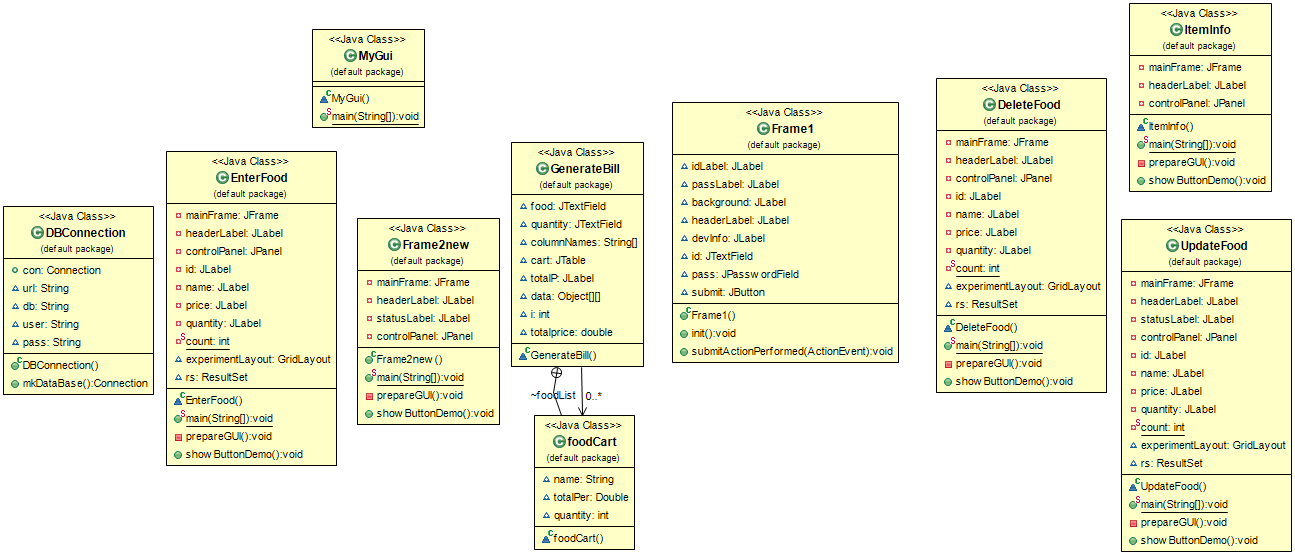 <<Java Class>>
MyGui
(default package)
MyGui()
main(String[]):void
<<Java Class>>
DBConnection
(default package)
con: Connection
url: String
db: String
user: String
pass: String
DBConnection()
mkDataBase():Connection
<<Java Class>>
EnterFood
(default package)
mainFrame: JFrame
headerLabel: JLabel
controlPanel: JPanel
id: JLabel
name: JLabel
price: JLabel
quantity: JLabel
count: int
experimentLayout: GridLayout
rs: ResultSet
EnterFood()
main(String[]):void
prepareGUI():void
show ButtonDemo():void
<<Java Class>>
Frame2new
(default package)
mainFrame: JFrame
headerLabel: JLabel
statusLabel: JLabel
controlPanel: JPanel
Frame2new ()
main(String[]):void
prepareGUI():void
show ButtonDemo():void
<<Java Class>>
GenerateBill
(default package)
food: JTextField
quantity: JTextField
columnNames: String[]
cart: JTable
totalP: JLabel
data: Object[][]
i: int
totalprice: double
GenerateBill()
~foodList
0..*
<<Java Class>>
foodCart
(default package)
name: String
totalPer: Double
quantity: int
foodCart()
<<Java Class>>
Frame1
(default package)
idLabel: JLabel
passLabel: JLabel
background: JLabel
headerLabel: JLabel
devInfo: JLabel
id: JTextField
pass: JPassw ordField
submit: JButton
Frame1()
init():void
submitActionPerformed(ActionEvent):void
<<Java Class>>
DeleteFood
(default package)
mainFrame: JFrame
headerLabel: JLabel
controlPanel: JPanel
id: JLabel
name: JLabel
price: JLabel
quantity: JLabel
count: int
experimentLayout: GridLayout
rs: ResultSet
DeleteFood()
main(String[]):void
prepareGUI():void
show ButtonDemo():void
<<Java Class>>
ItemInfo
(default package)
mainFrame: JFrame
headerLabel: JLabel
controlPanel: JPanel
ItemInfo()
main(String[]):void
prepareGUI():void
show ButtonDemo():void
<<Java Class>>
UpdateFood
(default package)
mainFrame: JFrame
headerLabel: JLabel
statusLabel: JLabel
controlPanel: JPanel
id: JLabel
name: JLabel
price: JLabel
quantity: JLabel
count: int
experimentLayout: GridLayout
rs: ResultSet
UpdateFood()
main(String[]):void
prepareGUI():void
show ButtonDemo():void